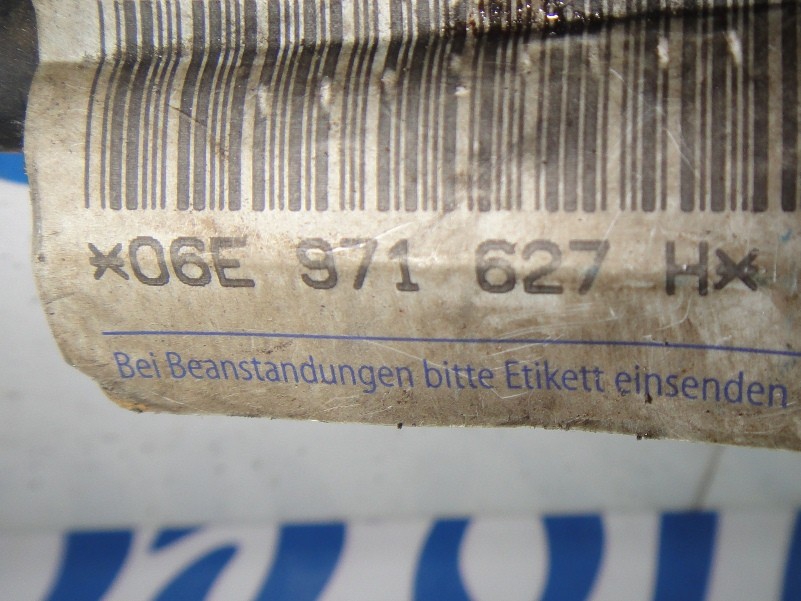 *06E 971 627 H*
Bei Beanstandungen bitte Etikett einsenden